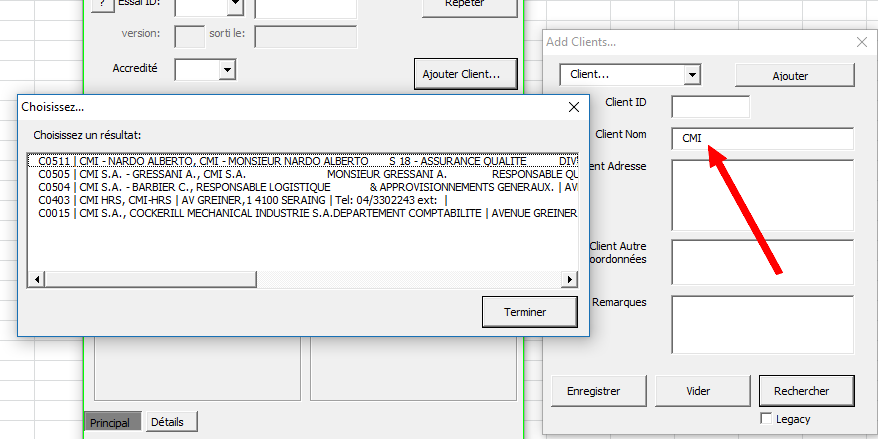 ?
Essai ID:
Répéter
version:
sorti le:
Accredité
Ajouter Client...
Add Clients...
Client...
Ajouter
Client ID
Client Nom
CMI
ent Adresse
Client Autre
oordonnées
Remarques
Enregistrer
Vider
Rechercher
Legacy
Choisissez...
Choisissez un résultat:
C0511 | CMI - NARDO ALBERTO, CMI - MONSIEUR NARDO ALBERTO S 18 - ASSURANCE QUALITE DIV
C0505 | CMI S.A. - GRESSANI A., CMI S.A. MONSIEUR GRESSANI A. RESPONSABLE QU
C0504 | CMI S.A. - BARBIER C., RESPONSABLE LOGISTIQUE & APPROVISIONNEMENTS GENERAUX. | AV
C0403 | CMI HRS, CMI-HRS | AV GREINER,1 4100 SERAING | Tel: 04/3302243 ext: |
C0015 | CMI S.A., COCKERILL MECHANICAL INDUSTRIE S.A.DEPARTEMENT COMPTABILITE | AVENUE GREINER
Terminer
Principal
Détails